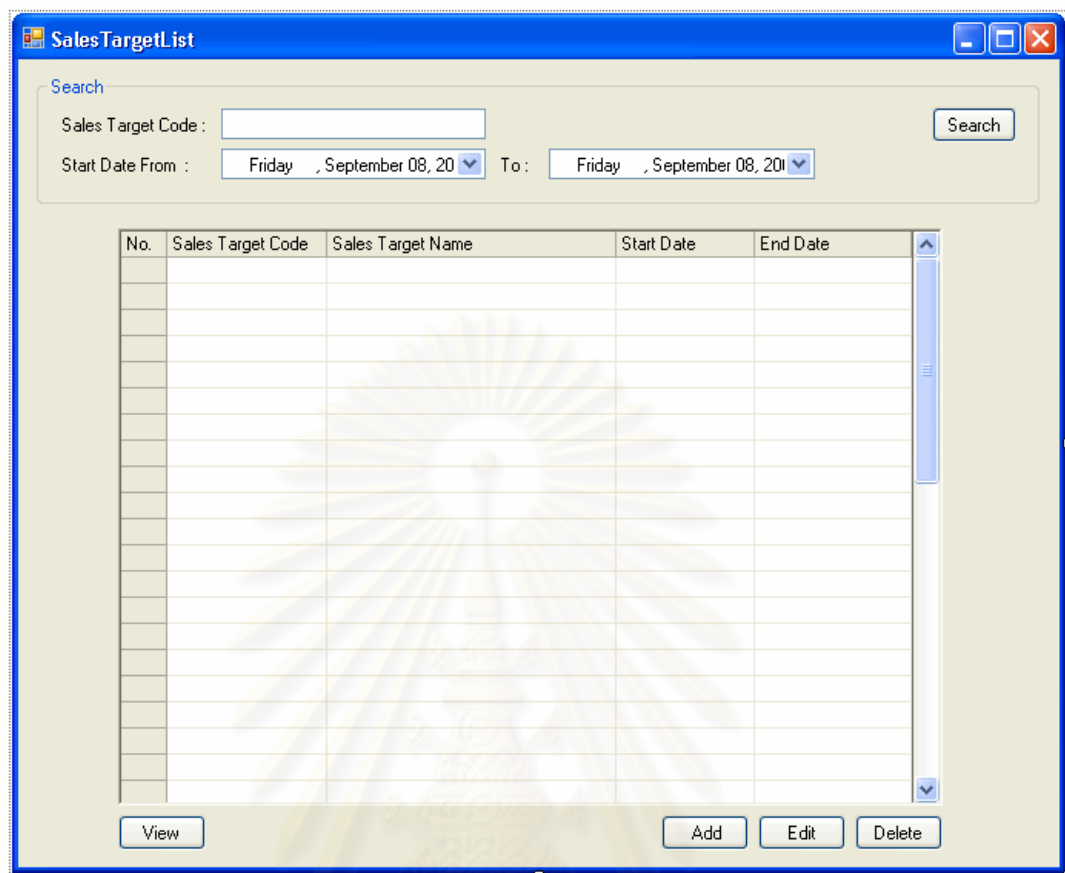 SalesTargetList
Search
Sales Target Code :
Search
Start Date From :
Friday , September 08, 20
To :
Friday , September 08, 20
No. Sales Target Code Sales Target Name Start Date End Date
View Add Edit Delete